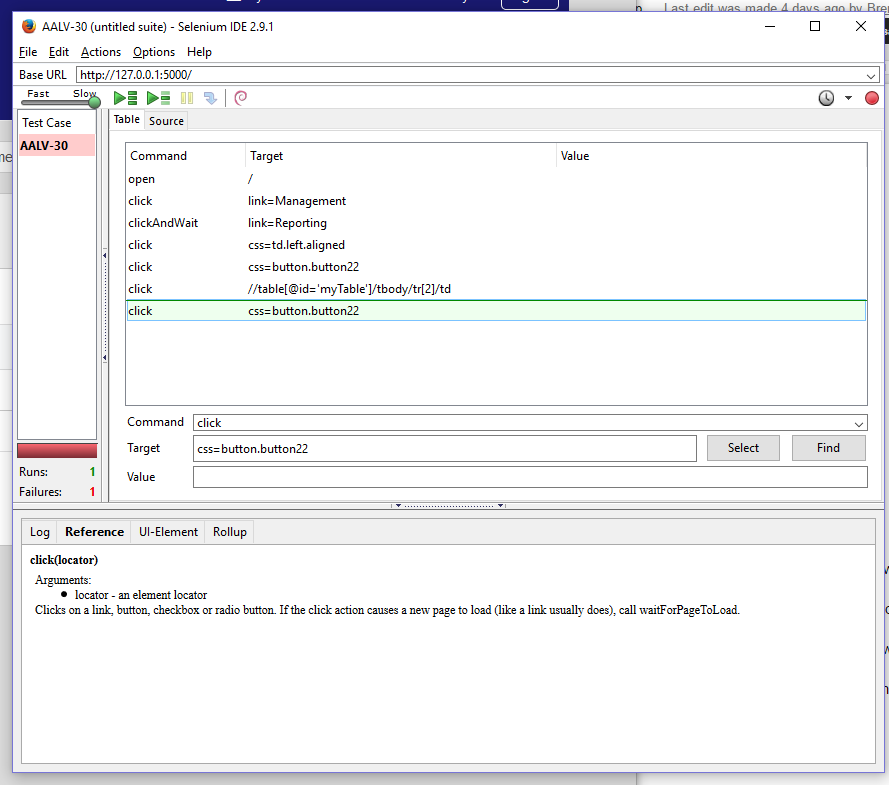 Last edit was made 4 days ago by Bre
AALV-30 (untitled suite) - Selenium IDE 2.9.1
File Edit Actions Options Help
Base URL http://127.0.0.1:5000/
Fast Slow
Test Case
AALV-30
Table Source
Command Target Value
open /
click link=Management
clickAndWait link=Reporting
click css=td.left.aligned
click css=button.button22
click //table[@id='myTable']/tbody/tr[2]/td
click css=button.button22
Command click
Target css=button.button22 Select Find
Value
Runs: 1
Failures: 1
Log Reference UI-Element Rollup
click(locator)
Arguments:
locator - an element locator
Clicks on a link, button, checkbox or radio button. If the click action causes a new page to load (like a link usually does), call waitForPageToLoad.